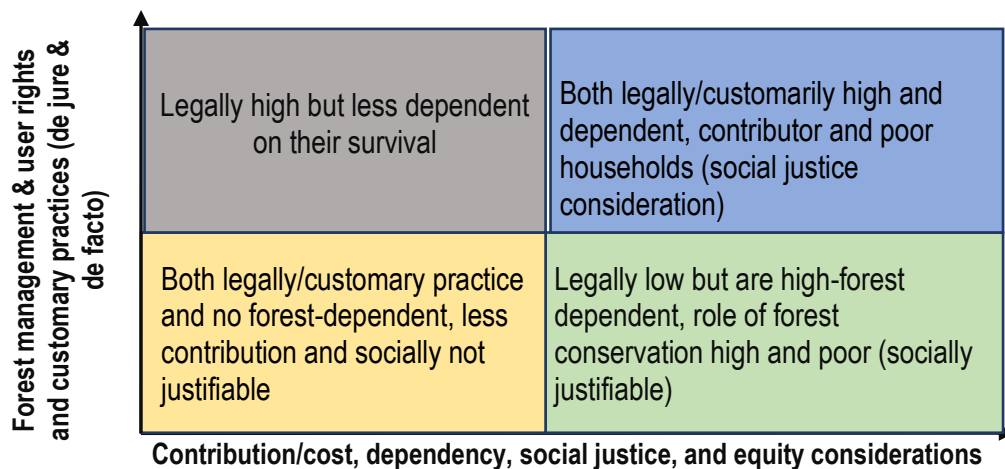 Forest management & user rights
and customary practices (de jure &
de facto)
Legally high but less dependent
on their survival
Both legally/customarily high and
dependent, contributor and poor
households (social justice
consideration)
Both legally/customary practice
and no forest-dependent, less
contribution and socially not
justifiable
Legally low but are high-forest
dependent, role of forest
conservation high and poor (socially
justifiable)
Contribution/cost, dependency, social justice, and equity considerations